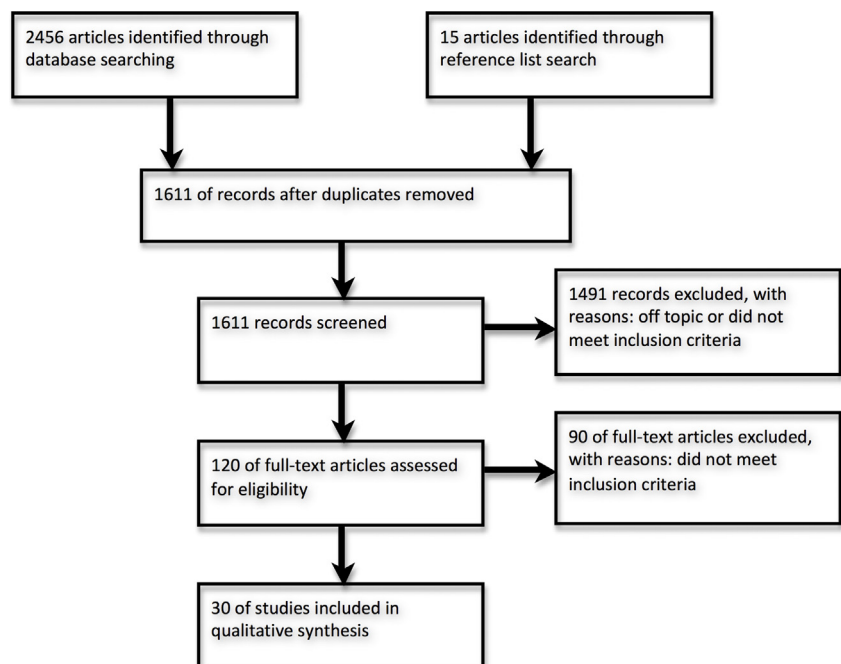 2456 articles identified through
database searching
15 articles identified through
reference list search
1611 of records after duplicates removed
1611 records screened
1491 records excluded, with
reasons: off topic or did not
meet inclusion criteria
120 of full-text articles assessed
for eligibility
90 of full-text articles excluded,
with reasons: did not meet
inclusion criteria
30 of studies included in
qualitative synthesis